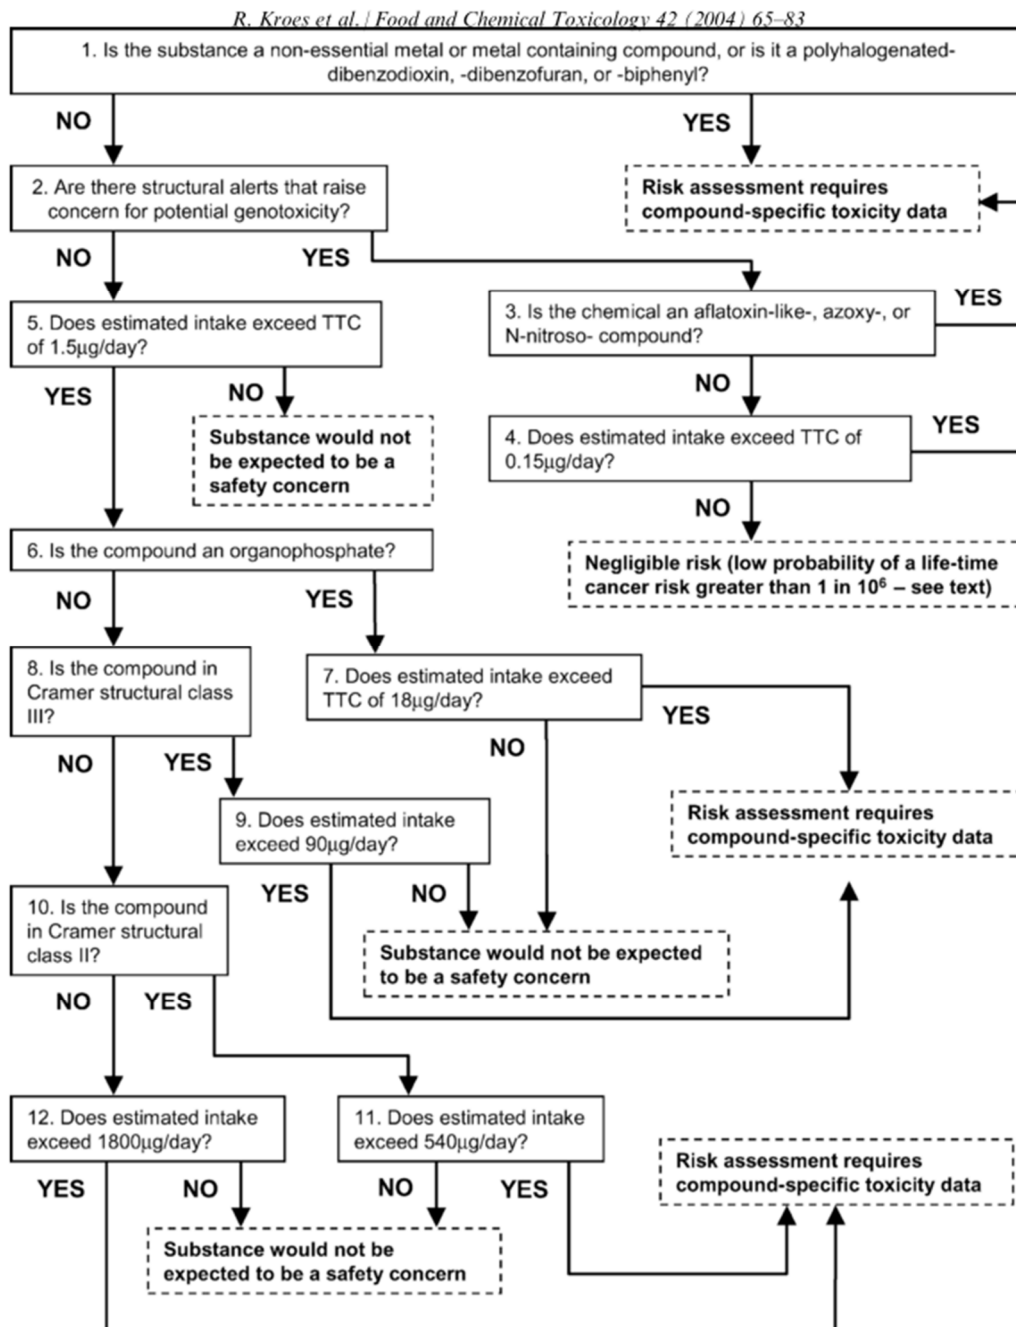 R. Kroes et al. / Food and Chemical Toxicology 42 (2004) 65–83
1. Is the substance a non-essential metal or metal containing compound, or is it a polyhalogenated-
dibenzodioxin, -dibenzofuran, or -biphenyl?
NO
YES
2. Are there structural alerts that raise
concern for potential genotoxicity?
Risk assessment requires
compound-specific toxicity data
NO
YES
3. Is the chemical an aflatoxin-like-, azoxy-, or
N-nitroso- compound?
YES
5. Does estimated intake exceed TTC
of 1.5μg/day?
NO
YES
NO
4. Does estimated intake exceed TTC of
0.15μg/day?
YES
Substance would not
be expected to be a
safety concern
NO
6. Is the compound an organophosphate?
Negligible risk (low probability of a life-time
cancer risk greater than 1 in 10⁶ – see text)
NO
YES
8. Is the compound in
Cramer structural class
III?
7. Does estimated intake exceed
TTC of 18μg/day?
YES
NO
NO
YES
9. Does estimated intake
exceed 90μg/day?
Risk assessment requires
compound-specific toxicity data
YES
NO
10. Is the compound
in Cramer structural
class II?
Substance would not be expected
to be a safety concern
NO
YES
12. Does estimated intake
exceed 1800μg/day?
11. Does estimated intake
exceed 540μg/day?
Risk assessment requires
compound-specific toxicity data
YES
NO
NO
YES
Substance would not be
expected to be a safety concern